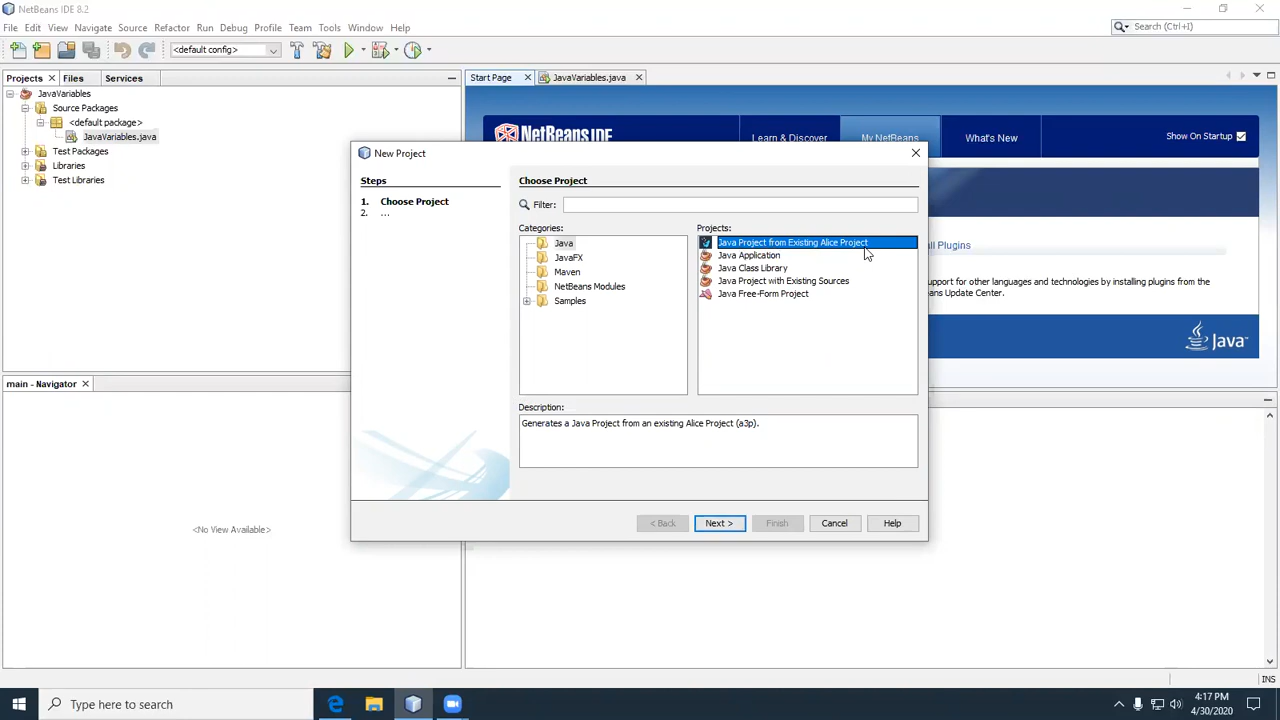 NetBeans IDE 8.2
File Edit View Navigate Source Refactor Run Debug Profile Team Tools Window Help
Search (Ctrl+I)
<default config>
Projects Files Services
Start Page JavaVariables.java
JavaVariables
Source Packages
<default package>
JavaVariables.java
Test Packages
Libraries
Test Libraries
NetBeans IDE
Learn & Discover My NetBeans What's New Show On Startup
New Project
Steps
1. Choose Project
2. ...
Choose Project
Filter:
Categories:
Java
JavaFX
Maven
NetBeans Modules
Samples
Projects:
Java Project from Existing Alice Project
Java Application
Java Class Library
Java Project with Existing Sources
Java Free-Form Project
Description:
Generates a Java Project from an existing Alice Project (a3p).
< Back Next > Finish Cancel Help
all Plugins
support for other languages and technologies by installing plugins from the
Beans Update Center.
Java
main - Navigator
<No View Available>
INS
Type here to search
4:17 PM
4/30/2020